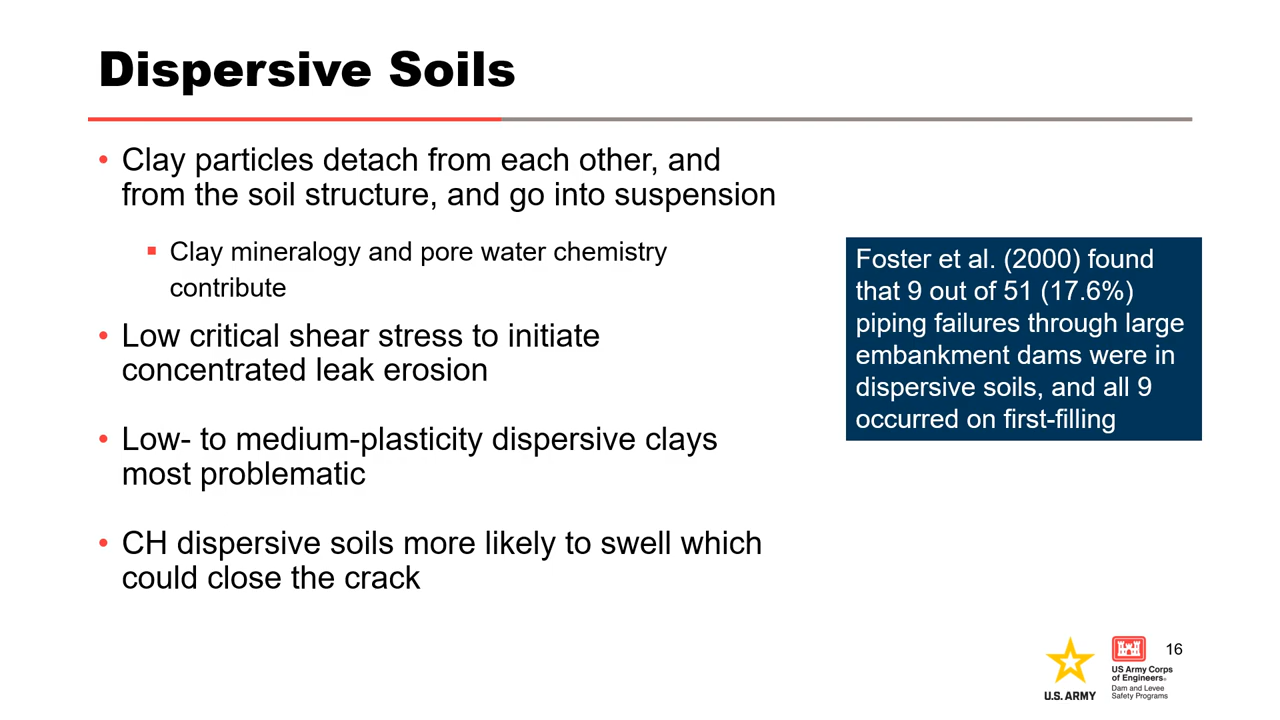 Dispersive Soils
• Clay particles detach from each other, and
from the soil structure, and go into suspension
▪ Clay mineralogy and pore water chemistry
contribute
• Low critical shear stress to initiate
concentrated leak erosion
• Low- to medium-plasticity dispersive clays
most problematic
• CH dispersive soils more likely to swell which
could close the crack
Foster et al. (2000) found
that 9 out of 51 (17.6%)
piping failures through large
embankment dams were in
dispersive soils, and all 9
occurred on first-filling
U.S. ARMY
US Army Corps
of Engineers®
Dam and Levee
Safety Programs
16